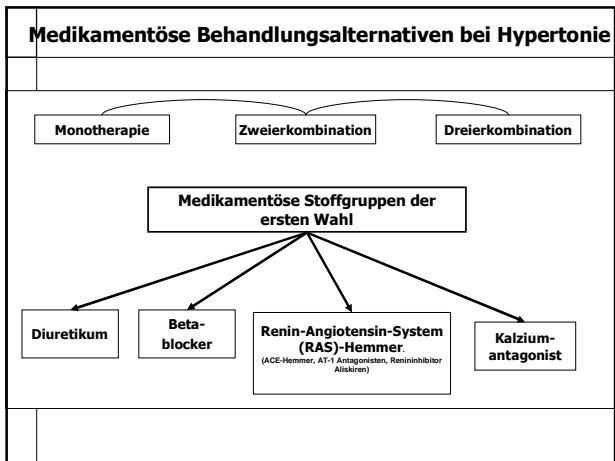 Medikamentöse Behandlungsalternativen bei Hypertonie
Monotherapie
Zweierkombination
Dreierkombination
Medikamentöse Stoffgruppen der
ersten Wahl
Diuretikum
Beta-
blocker
Renin-Angiotensin-System
(RAS)-Hemmer.
(ACE-Hemmer, AT-1 Antagonisten, Renininhibitor
Aliskiren)
Kalzium-
antagonist